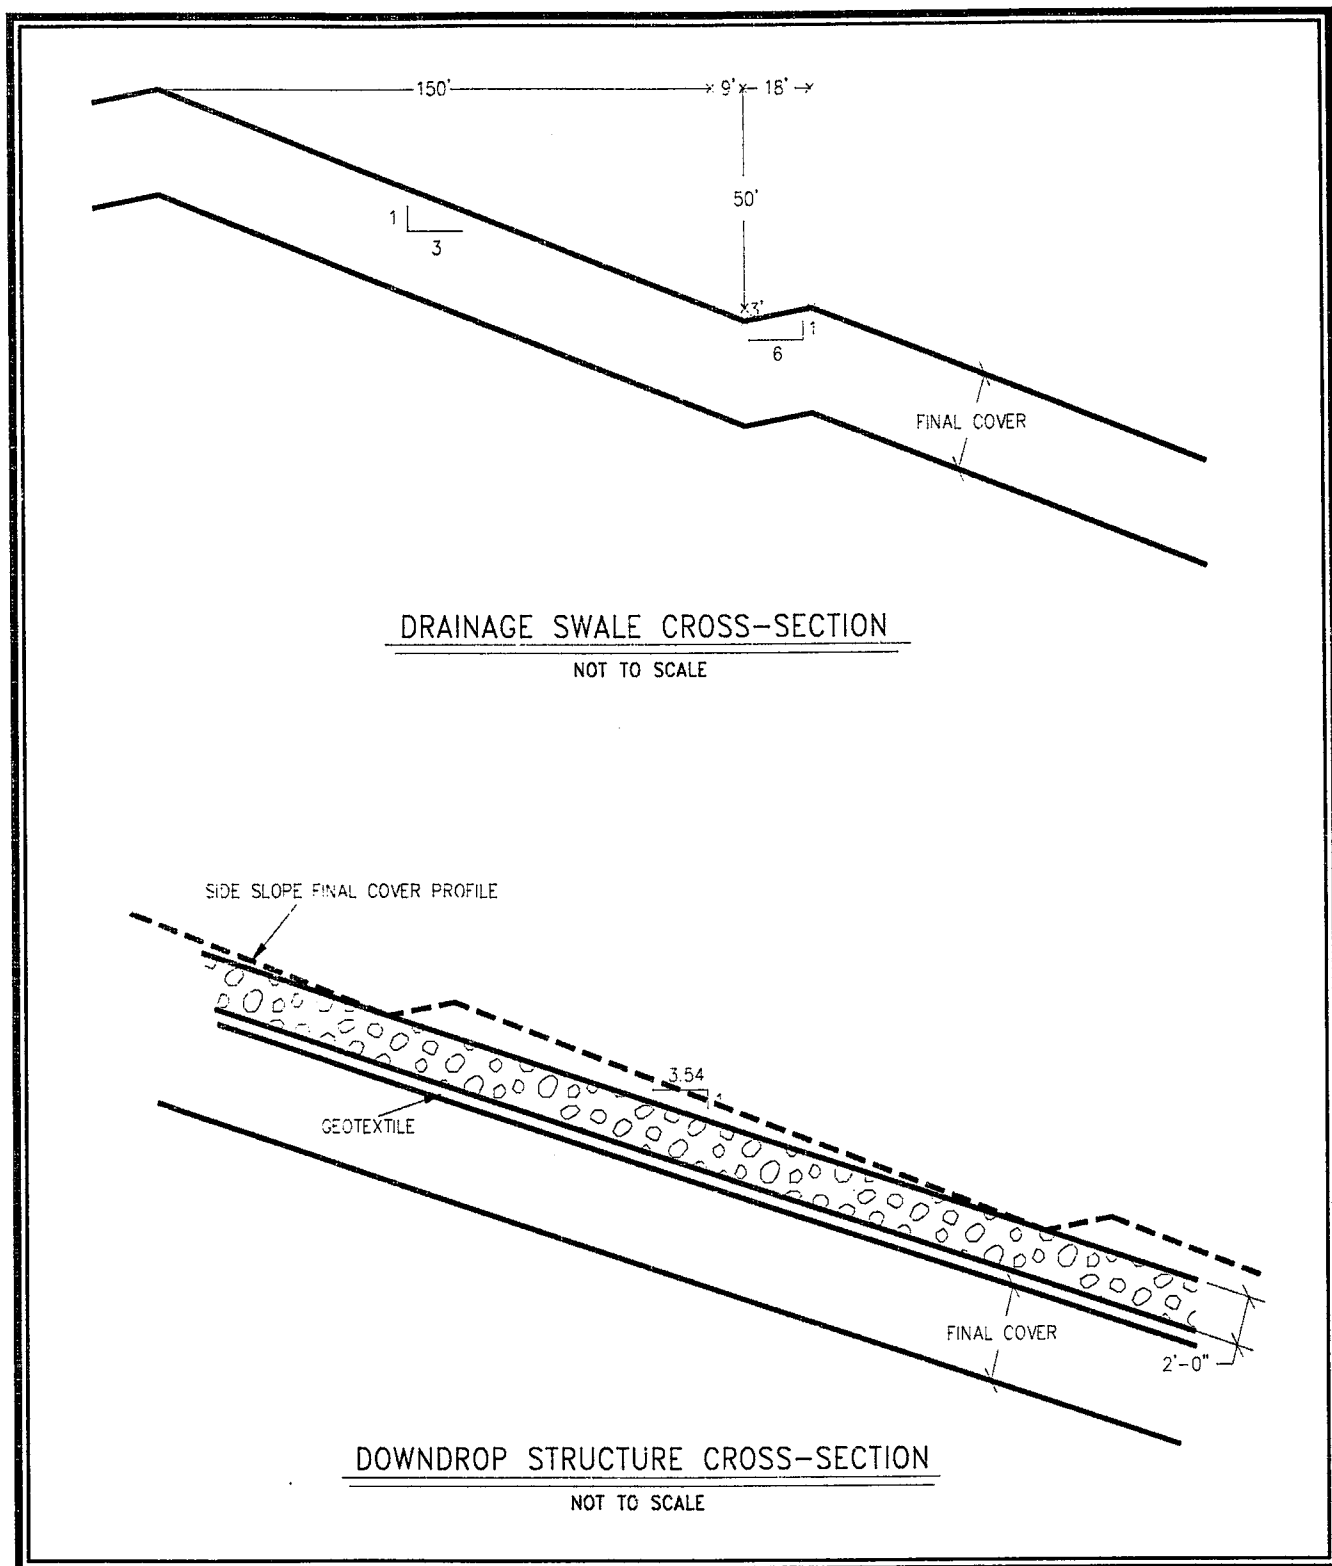 150' 9' 18'
50'
1
3
3'
1
6
FINAL COVER
DRAINAGE SWALE CROSS-SECTION
NOT TO SCALE
SIDE SLOPE FINAL COVER PROFILE
3.54
1
GEOTEXTILE
FINAL COVER
2'-0"
DOWNDROP STRUCTURE CROSS-SECTION
NOT TO SCALE